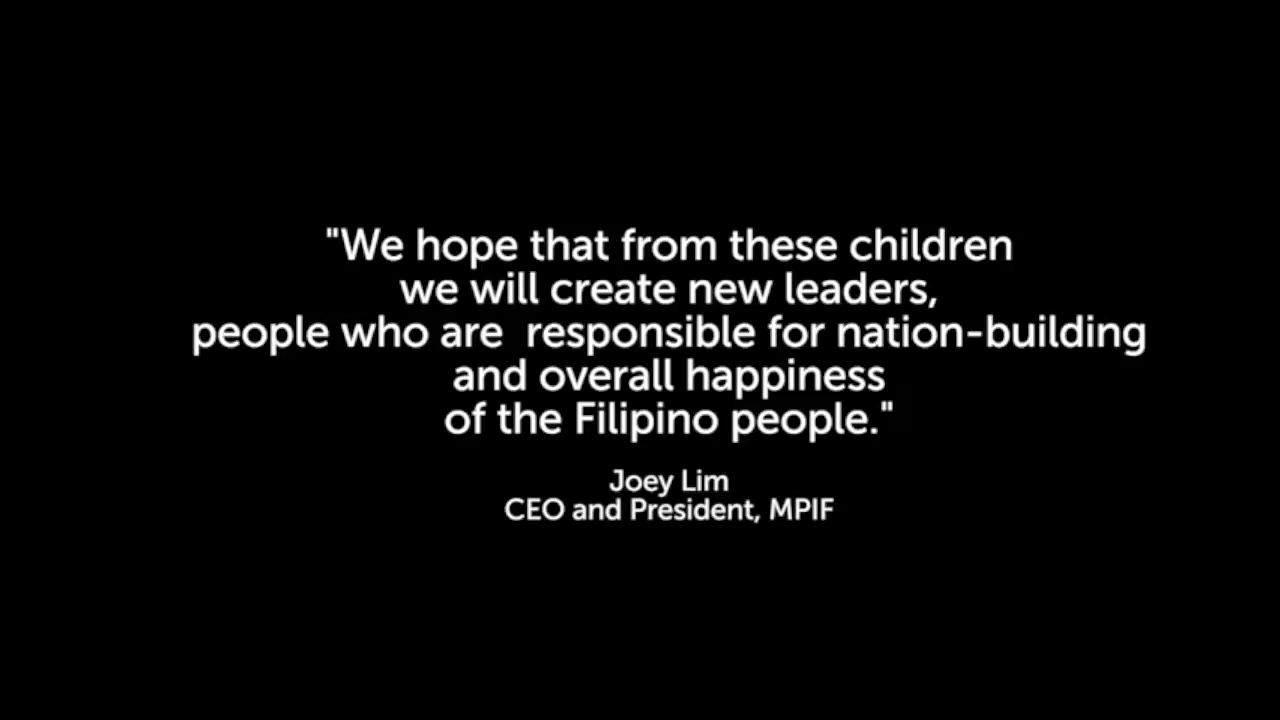 "We hope that from these children
we will create new leaders,
people who are  responsible for nation-building
and overall happiness
of the Filipino people."
Joey Lim
CEO and President, MPIF